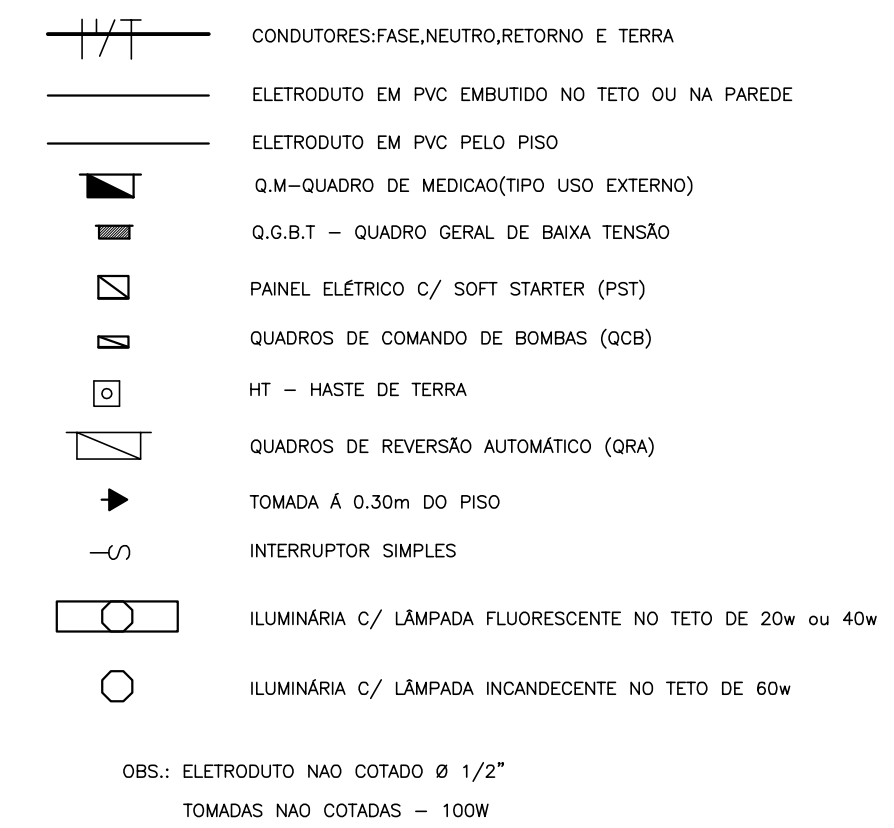 CONDUTORES:FASE,NEUTRO,RETORNO E TERRA
ELETRODUTO EM PVC EMBUTIDO NO TETO OU NA PAREDE
ELETRODUTO EM PVC PELO PISO
Q.M-QUADRO DE MEDICAO(TIPO USO EXTERNO)
Q.G.B.T - QUADRO GERAL DE BAIXA TENSÃO
PAINEL ELÉTRICO C/ SOFT STARTER (PST)
QUADROS DE COMANDO DE BOMBAS (QCB)
HT - HASTE DE TERRA
QUADROS DE REVERSÃO AUTOMÁTICO (QRA)
TOMADA Á 0.30m DO PISO
INTERRUPTOR SIMPLES
ILUMINÁRIA C/ LÂMPADA FLUORESCENTE NO TETO DE 20w ou 40w
ILUMINÁRIA C/ LÂMPADA INCANDECENTE NO TETO DE 60w
OBS.: ELETRODUTO NAO COTADO Ø 1/2"
TOMADAS NAO COTADAS - 100W